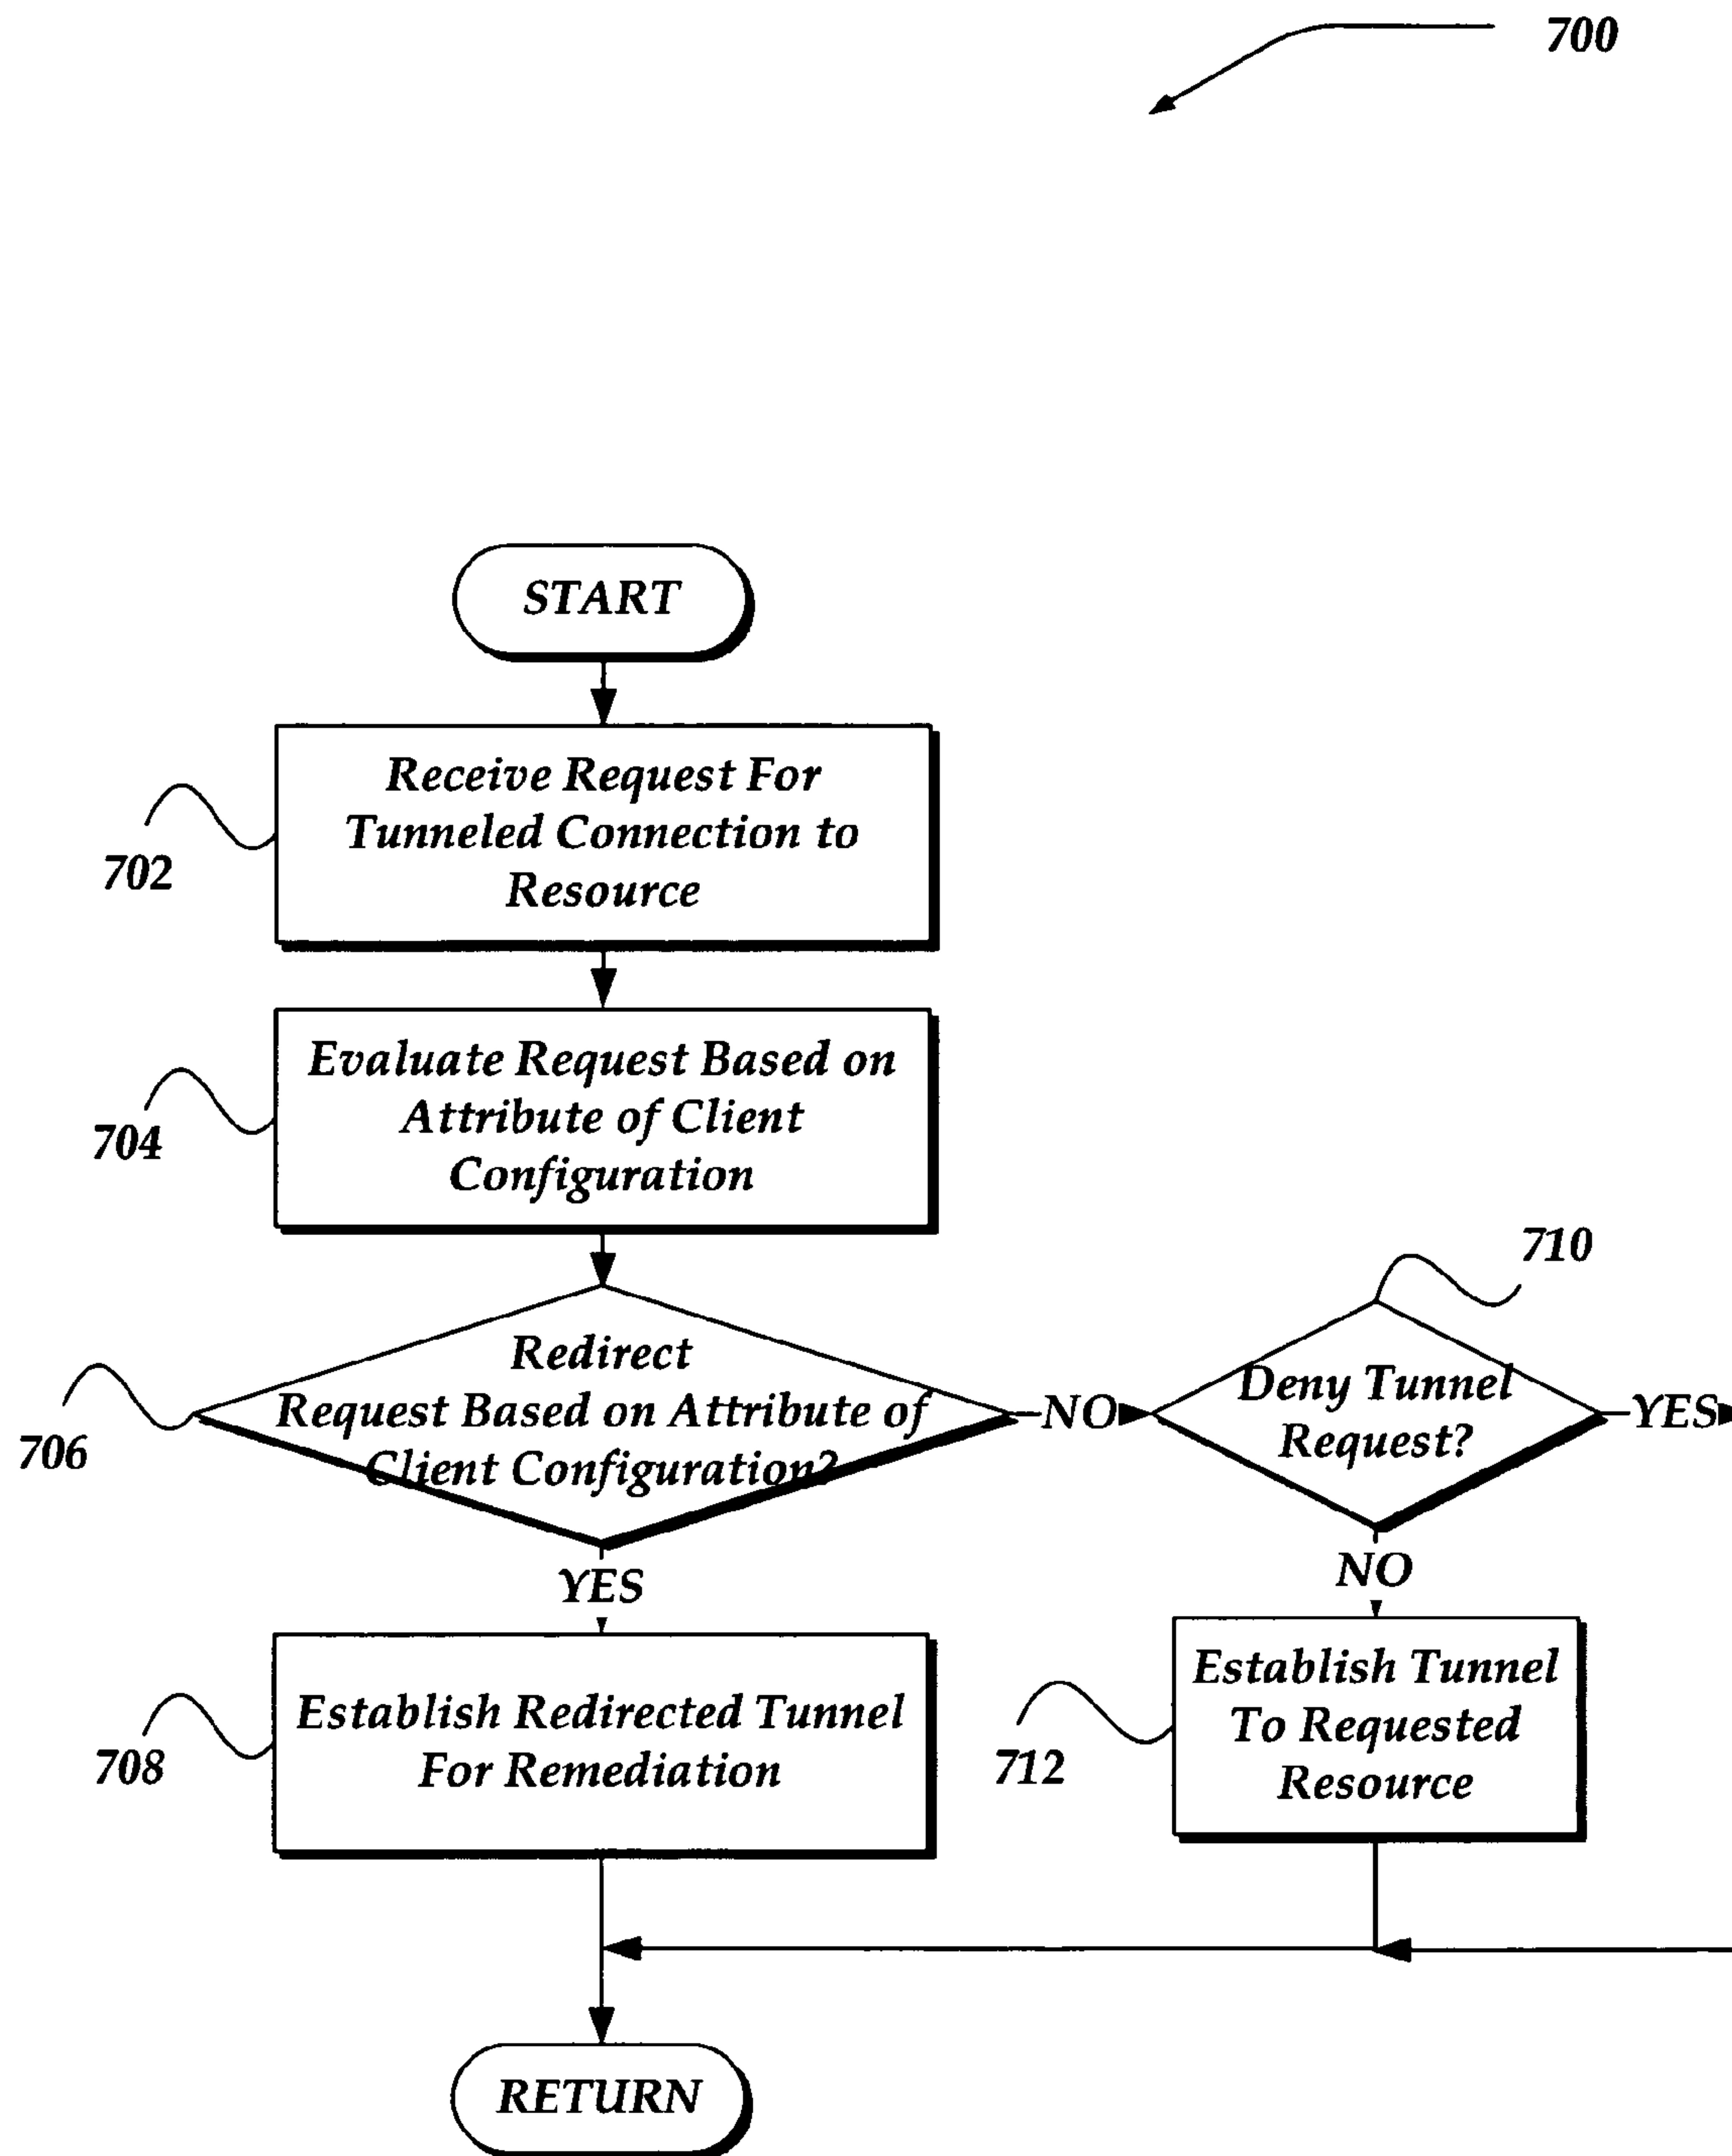 700
START
Receive Request For
Tunneled Connection to
Resource
702
Evaluate Request Based on
Attribute of Client
Configuration
704
710
Redirect
Request Based on Attribute of
Client Configuration?
706
NO
Deny Tunnel
Request?
YES
YES
NO
Establish Redirected Tunnel
For Remediation
708
Establish Tunnel
To Requested
Resource
712
RETURN